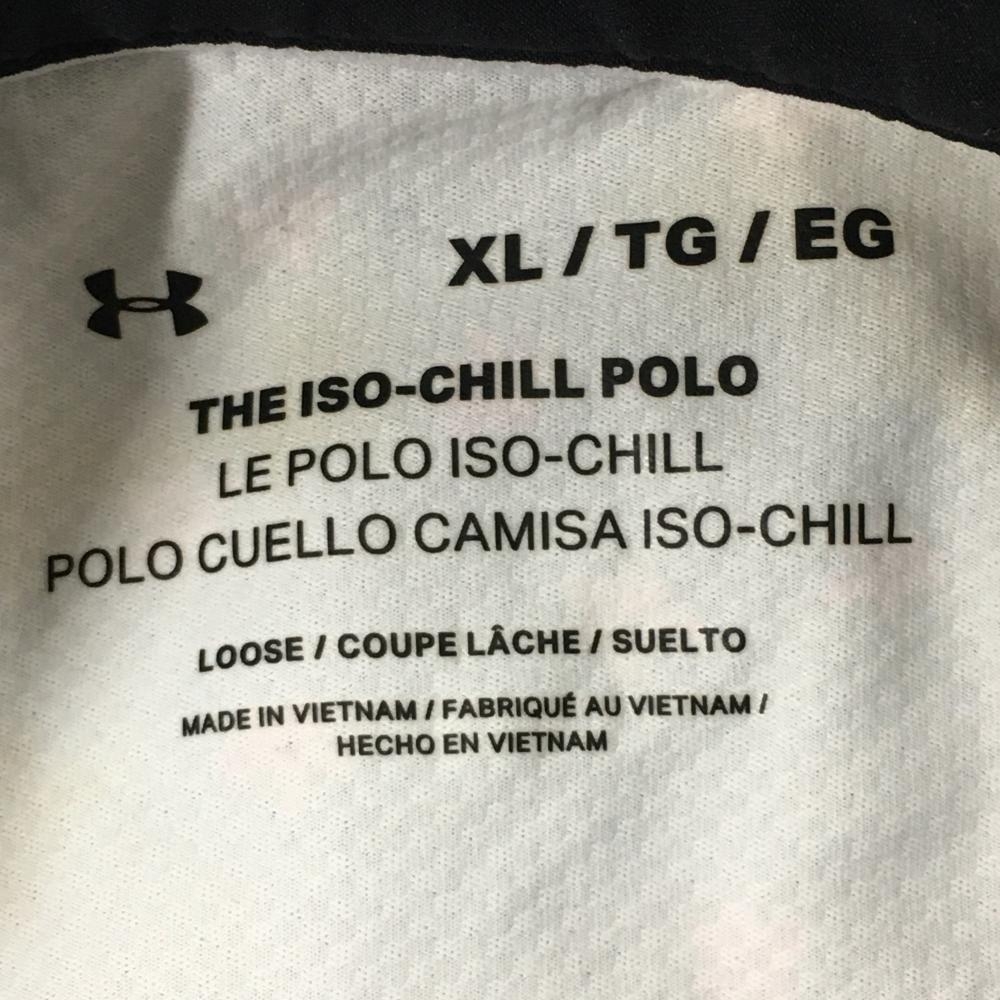 XL / TG / EG
THE ISO-CHILL POLO
LE POLO ISO-CHILL
POLO CUELLO CAMISA ISO-CHILL
LOOSE / COUPE LÂCHE / SUELTO
MADE IN VIETNAM / FABRIQUÉ AU VIETNAM /
HECHO EN VIETNAM